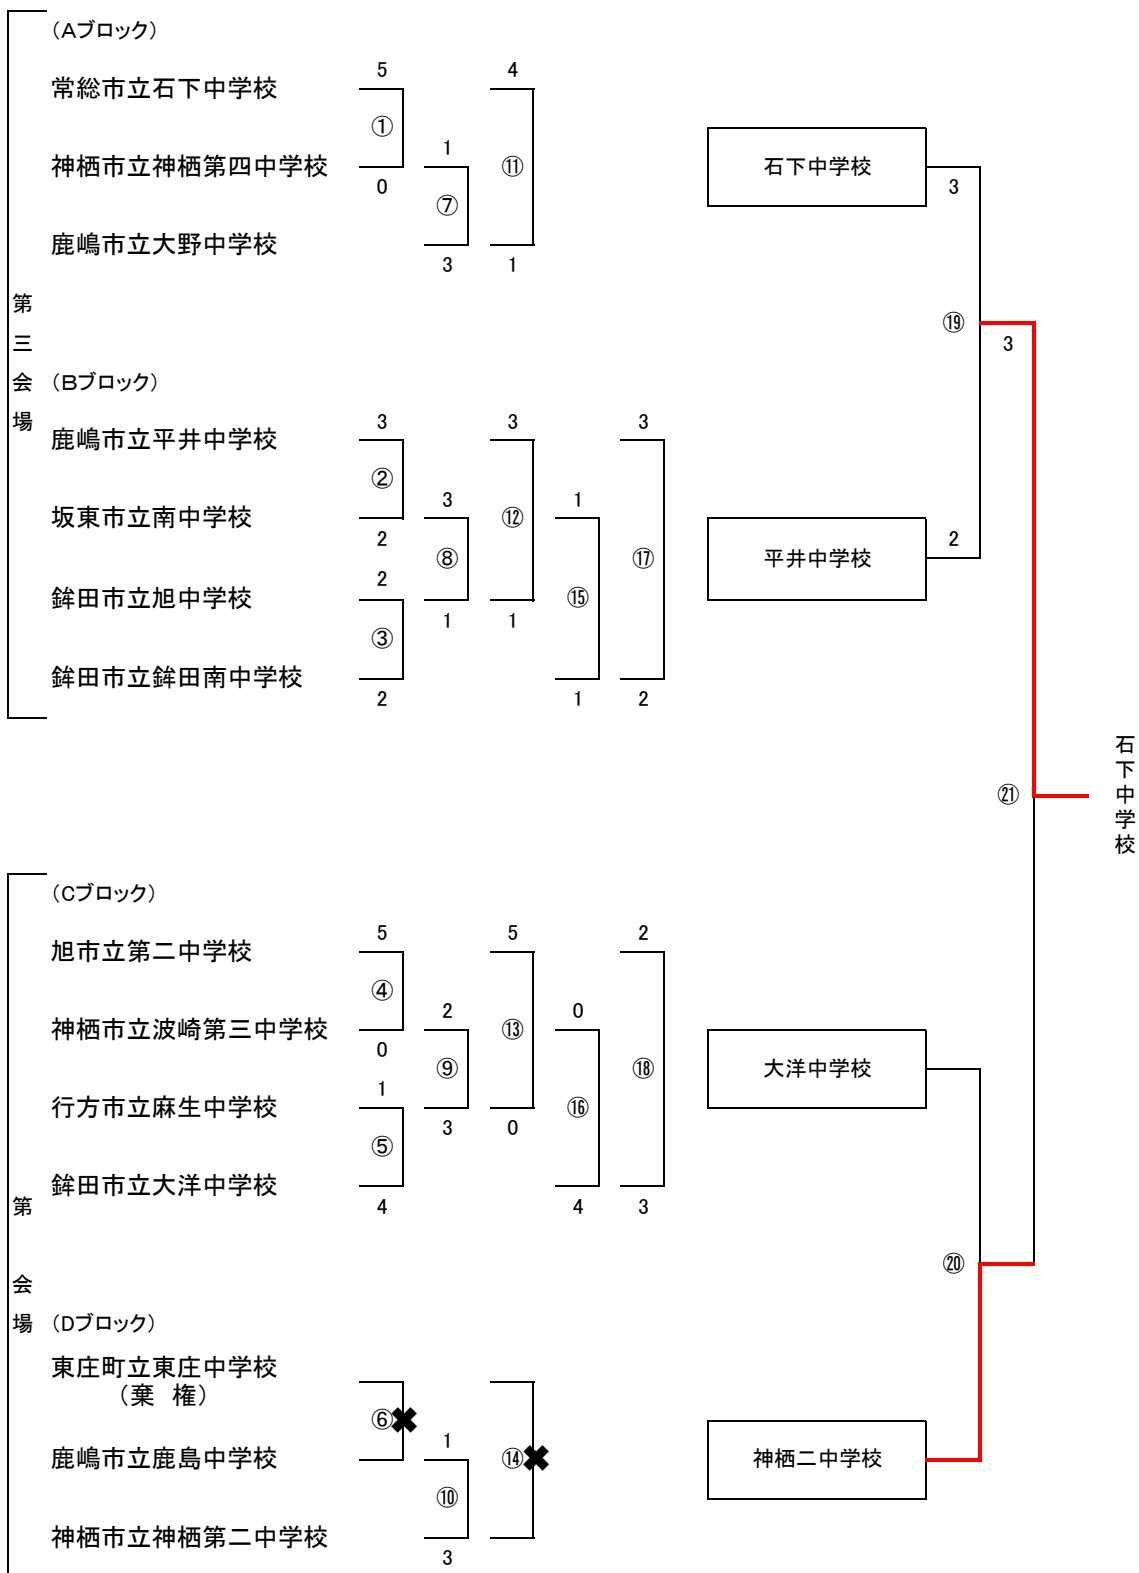 (Aブロック)
常総市立石下中学校
5
4
①
神栖市立神栖第四中学校
0
1
⑪
石下中学校
3
⑦
鹿嶋市立大野中学校
3
1
第三会場
⑲
3
(Bブロック)
鹿嶋市立平井中学校
3
3
3
②
坂東市立南中学校
2
3
⑫
1
2
⑧
⑰
平井中学校
鉾田市立旭中学校
2
1
1
⑮
③
鉾田市立鉾田南中学校
2
1
2
石下中学校
㉑
(Cブロック)
旭市立第二中学校
5
5
2
④
神栖市立波崎第三中学校
0
2
⑬
0
⑨
⑱
大洋中学校
行方市立麻生中学校
1
3
0
⑯
⑤
鉾田市立大洋中学校
4
4
3
第 会場
⑳
(Dブロック)
東庄町立東庄中学校
(棄 権)
⑥
鹿嶋市立鹿島中学校
1
⑭
神栖二中学校
⑩
神栖市立神栖第二中学校
3